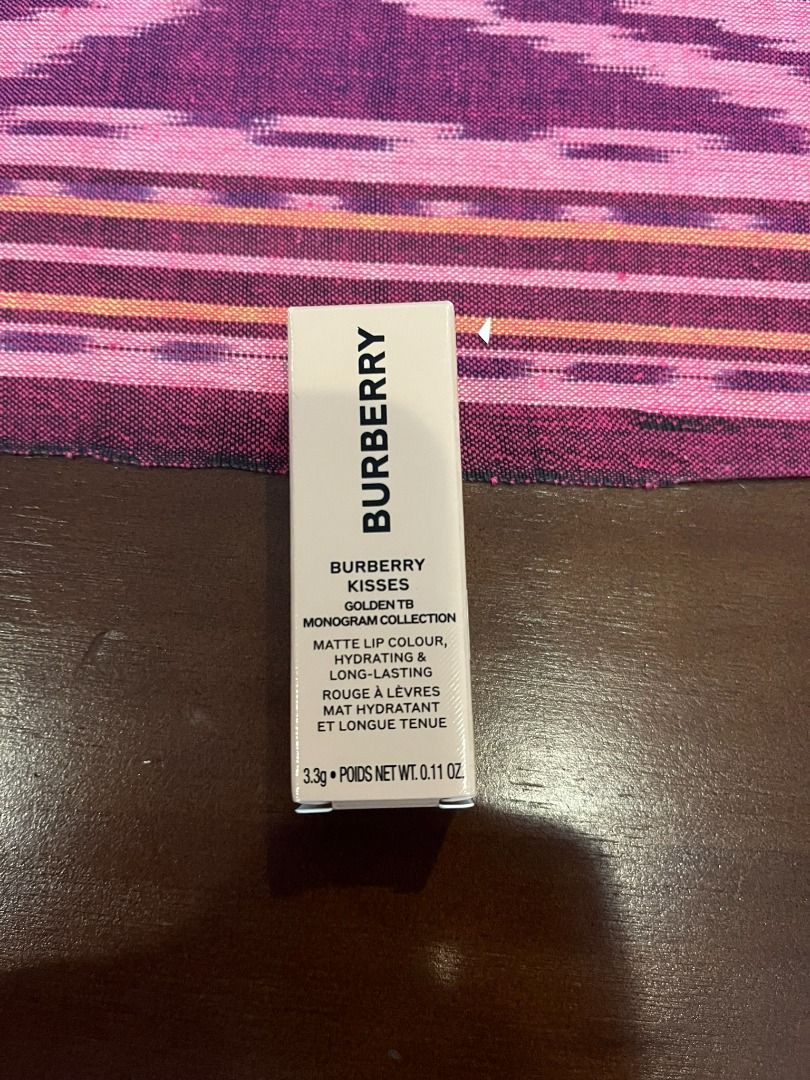 BURBERRY
BURBERRY
KISSES
GOLDEN TB
MONOGRAM COLLECTION
MATTE LIP COLOUR,
HYDRATING &
LONG-LASTING
ROUGE À LÈVRES
MAT HYDRATANT
ET LONGUE TENUE
3.3g • POIDS NET WT. 0.11 OZ.